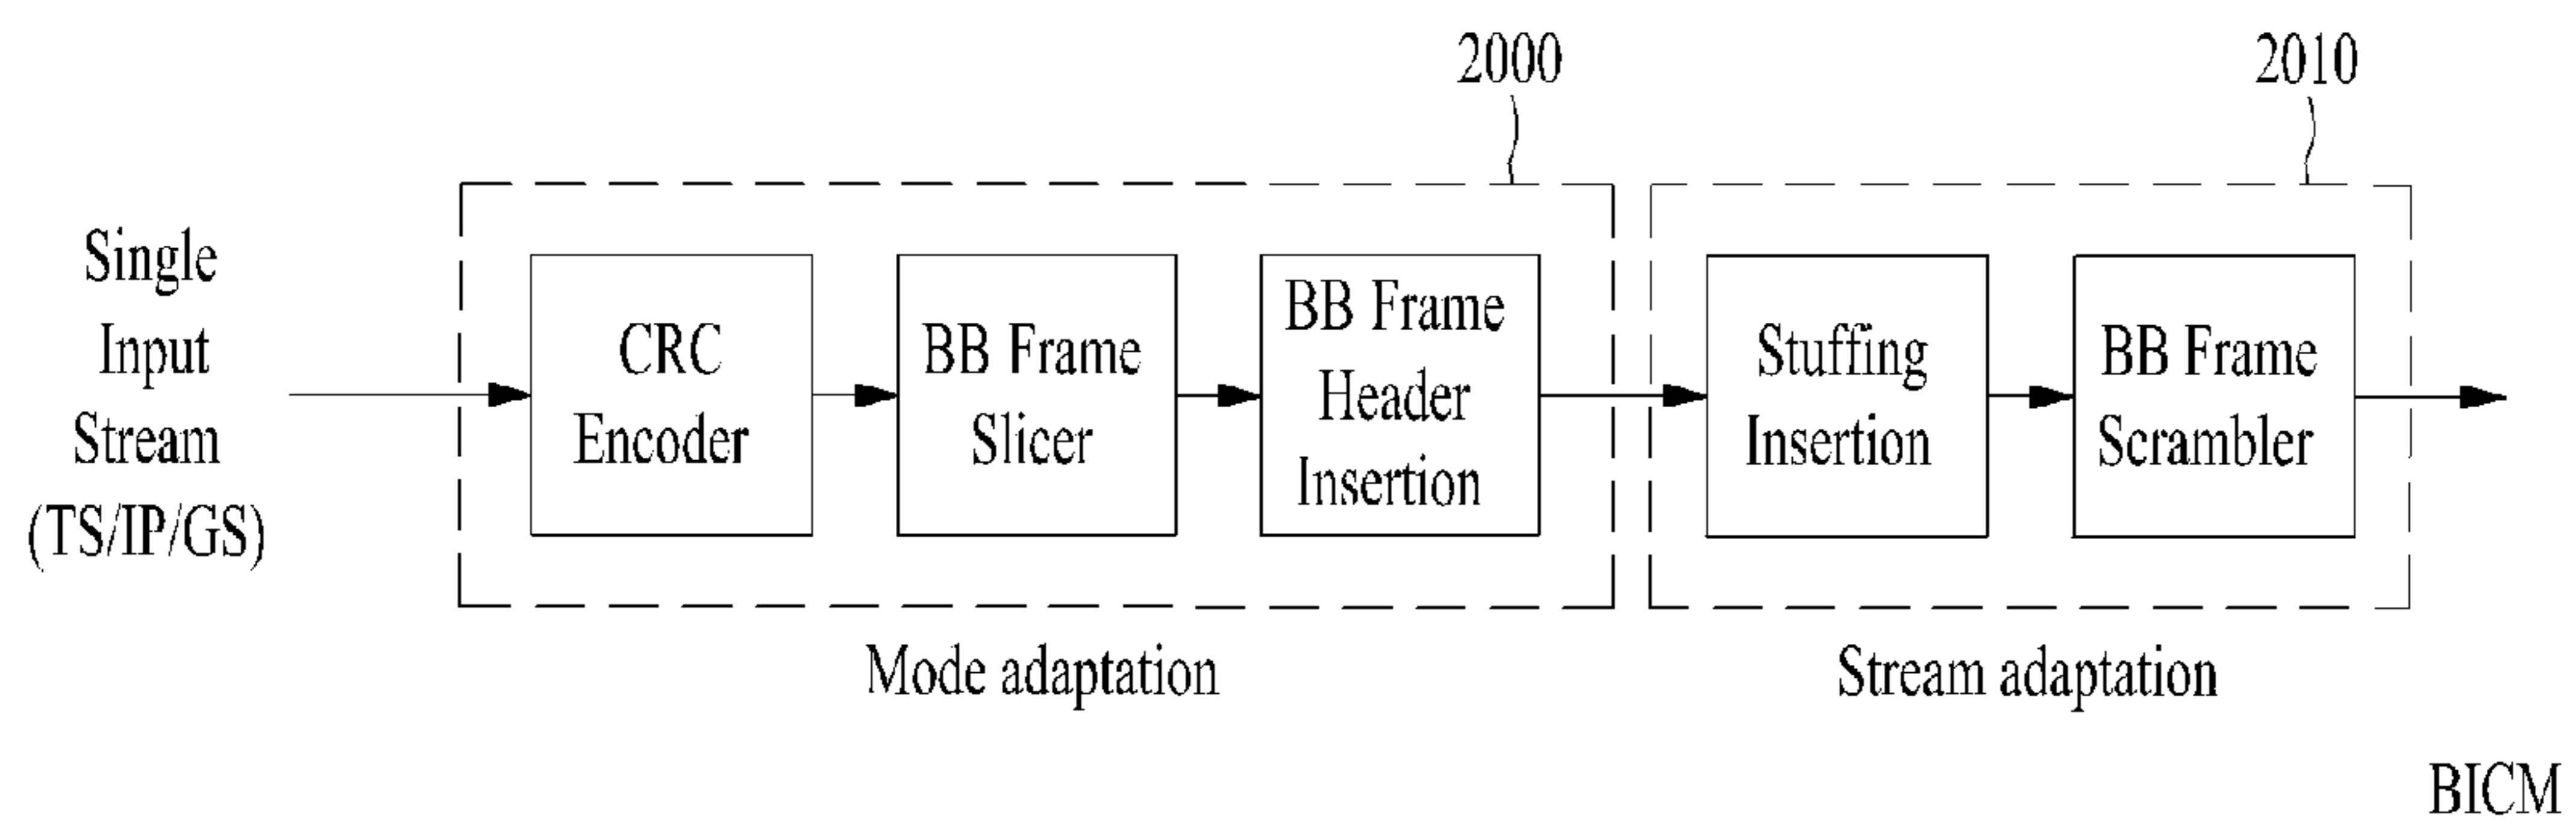 2000
2010
Single
Input
Stream
(TS/IP/GS)
CRC
Encoder
BB Frame
Slicer
BB Frame
Header
Insertion
Stuffing
Insertion
BB Frame
Scrambler
Mode adaptation
Stream adaptation
BICM